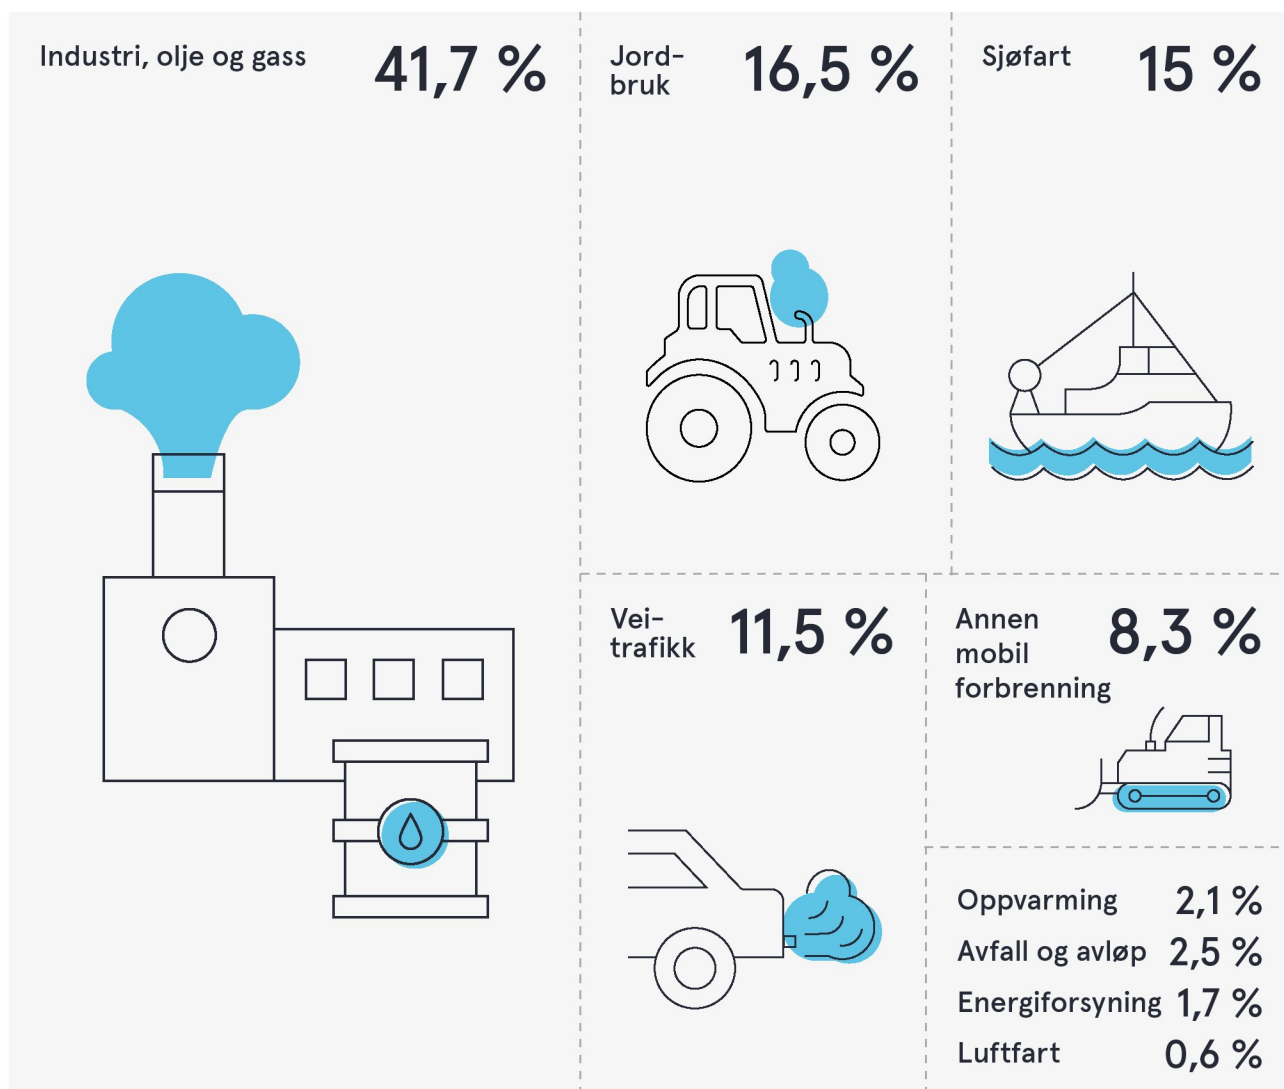 Industri, olje og gass 41,7 %
Jord-
bruk 16,5 %
Sjøfart 15 %
Vei-
trafikk 11,5 %
Annen
mobil
forbrenning 8,3 %
Oppvarming 2,1 %
Avfall og avløp 2,5 %
Energiforsyning 1,7 %
Luftfart 0,6 %